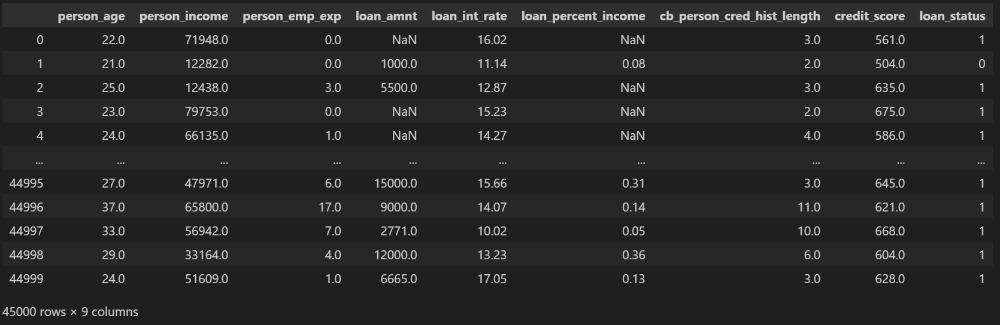 person_age person_income person_emp_exp loan_amnt loan_int_rate loan_percent_income cb_person_cred_hist_length credit_score loan_status
0 22.0 71948.0 0.0 NaN 16.02 NaN 3.0 561.0 1
1 21.0 12282.0 0.0 1000.0 11.14 0.08 2.0 504.0 0
2 25.0 12438.0 3.0 5500.0 12.87 NaN 3.0 635.0 1
3 23.0 79753.0 0.0 NaN 15.23 NaN 2.0 675.0 1
4 24.0 66135.0 1.0 NaN 14.27 NaN 4.0 586.0 1
... ... ... ... ... ... ... ... ... ...
44995 27.0 47971.0 6.0 15000.0 15.66 0.31 3.0 645.0 1
44996 37.0 65800.0 17.0 9000.0 14.07 0.14 11.0 621.0 1
44997 33.0 56942.0 7.0 2771.0 10.02 0.05 10.0 668.0 1
44998 29.0 33164.0 4.0 12000.0 13.23 0.36 6.0 604.0 1
44999 24.0 51609.0 1.0 6665.0 17.05 0.13 3.0 628.0 1
45000 rows × 9 columns